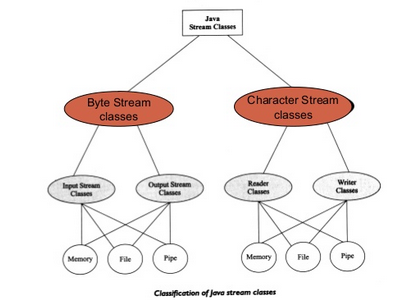 Java
Stream Classes
Byte Stream
classes
Character Stream
classes
Input Stream
Classes
Output Stream
Classes
Reader
Classes
Writer
Classes
Memory
File
Pipe
Memory
File
Pipe
Classification of Java stream classes